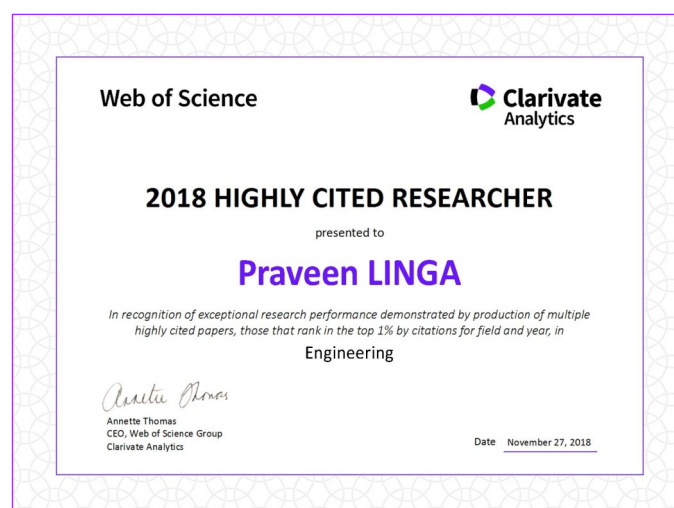 Web of Science
Clarivate
Analytics
2018 HIGHLY CITED RESEARCHER
presented to
Praveen LINGA
In recognition of exceptional research performance demonstrated by production of multiple
highly cited papers, those that rank in the top 1% by citations for field and year, in
Engineering
Annette Thomas
Annette Thomas
CEO, Web of Science Group
Clarivate Analytics
Date November 27, 2018